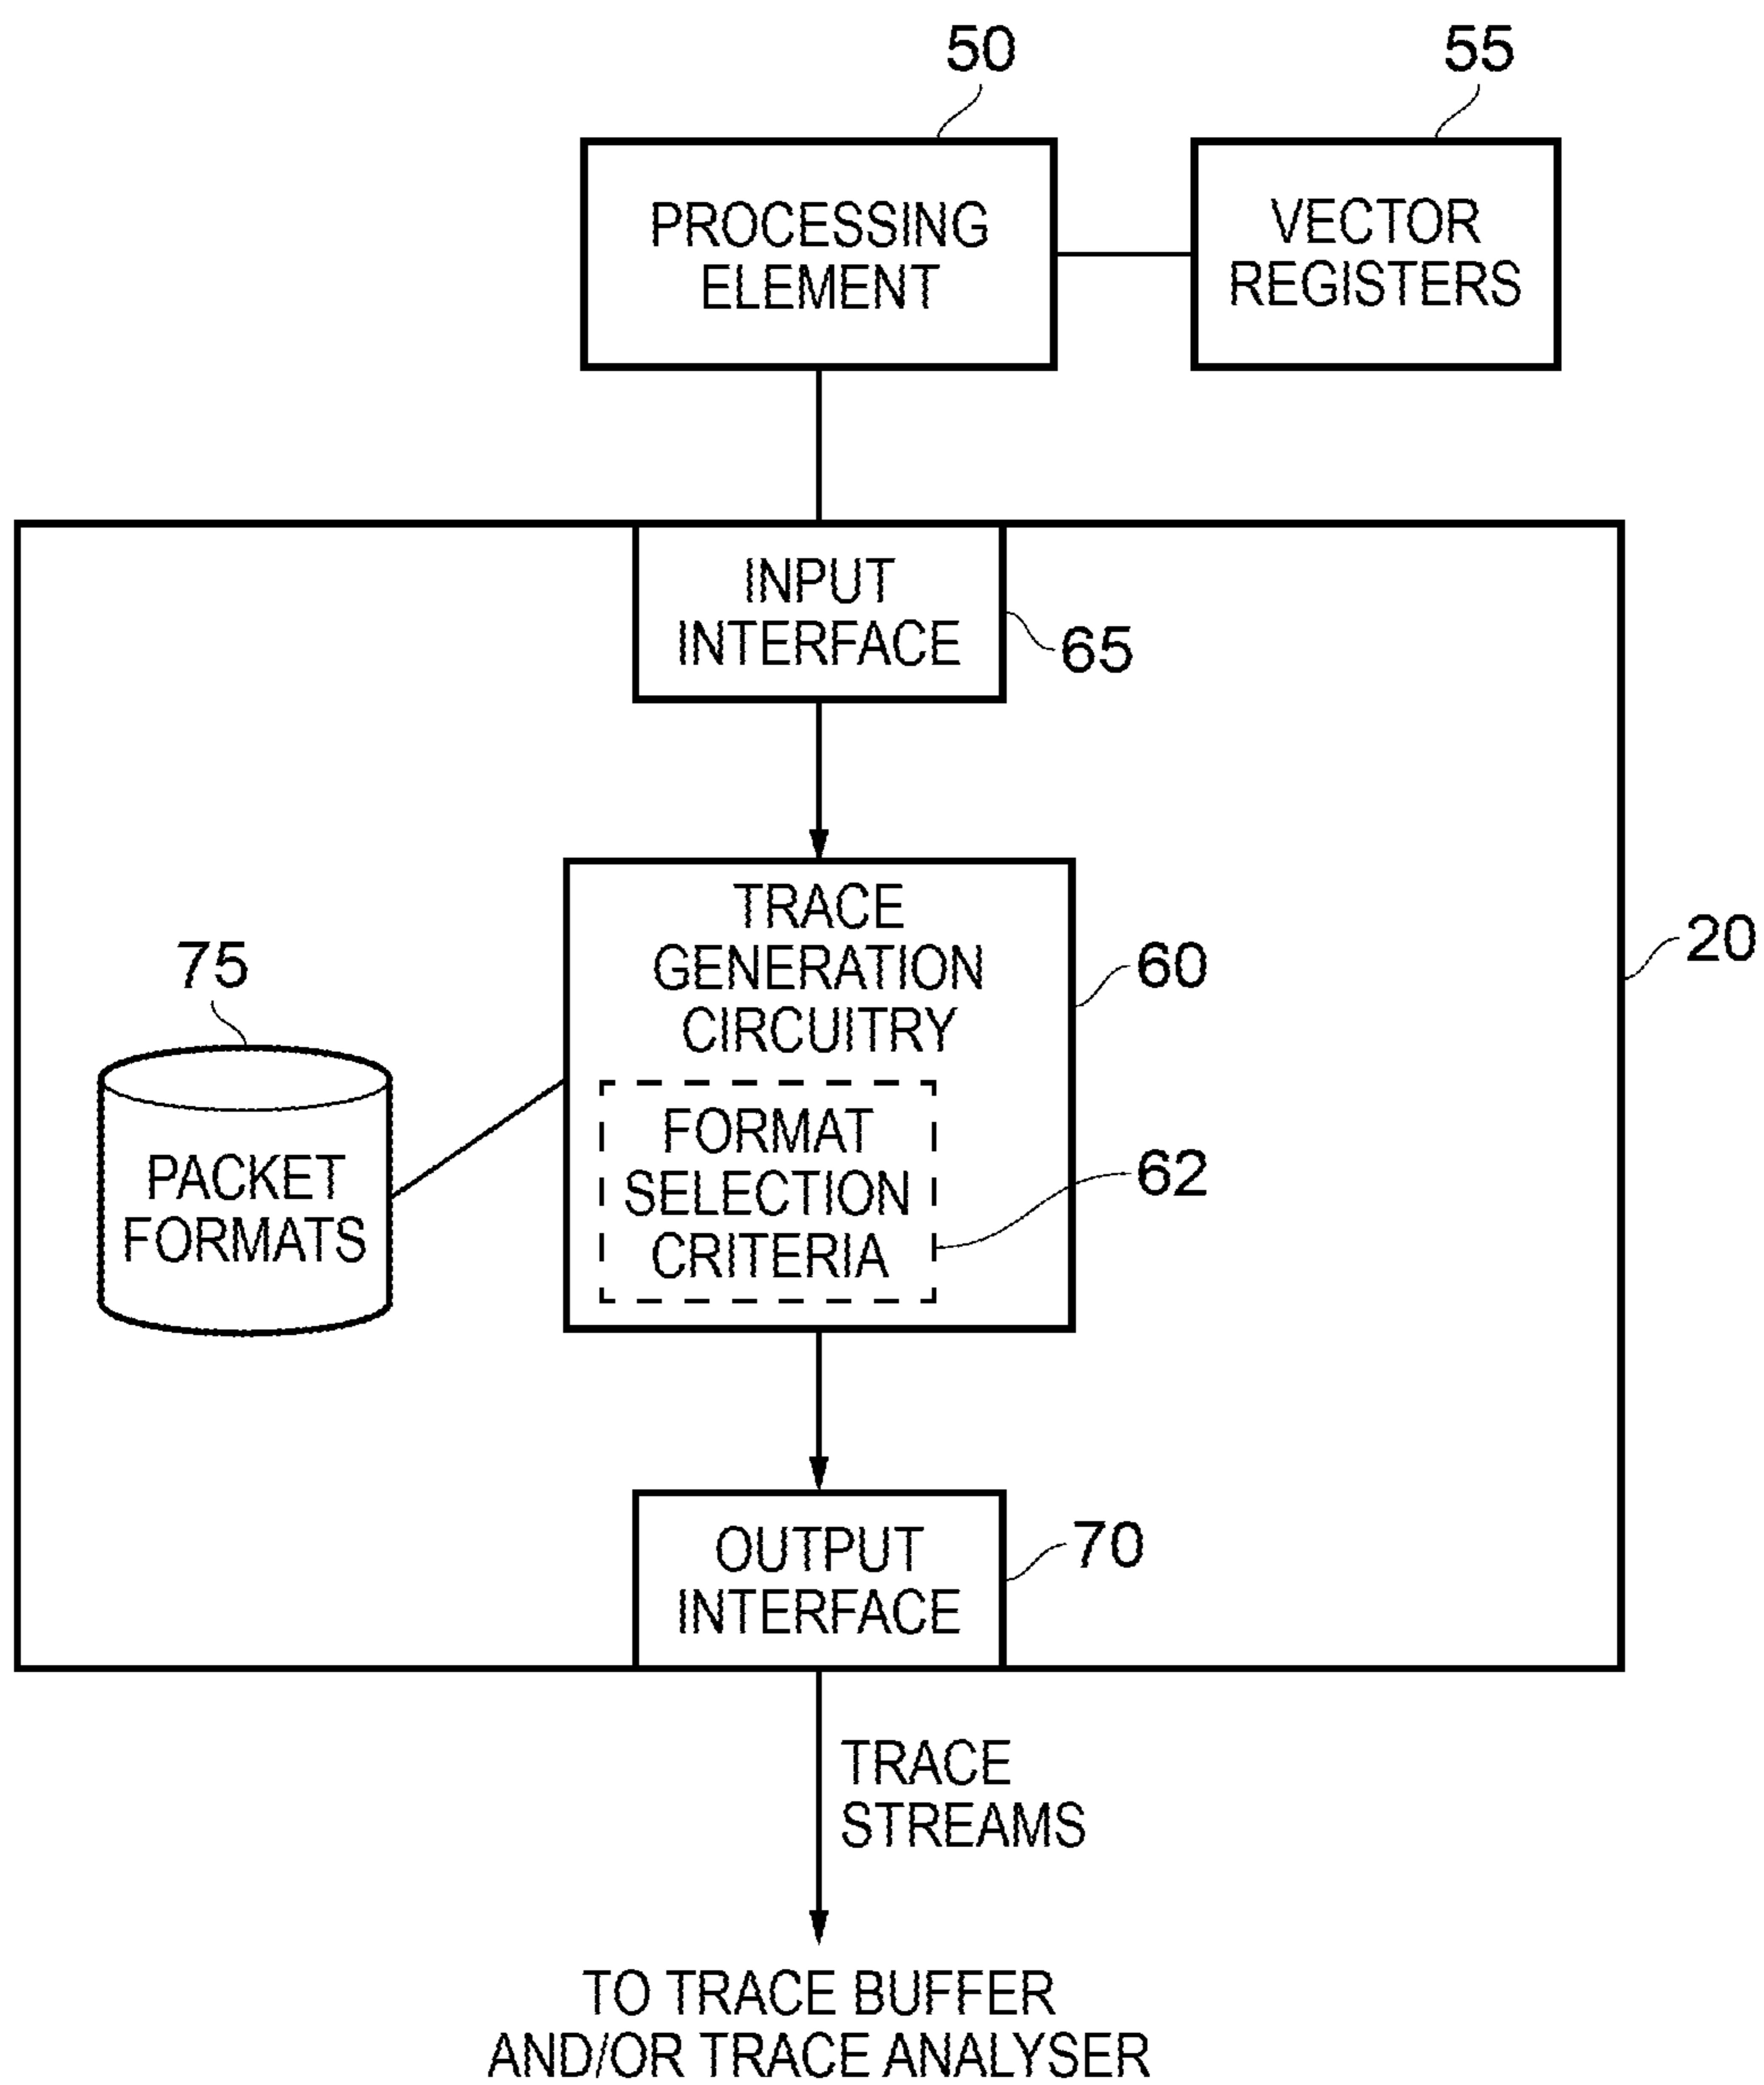 50
55
PROCESSING
ELEMENT
VECTOR
REGISTERS
INPUT
INTERFACE
65
TRACE
GENERATION
CIRCUITRY
60
20
75
PACKET
FORMATS
FORMAT
SELECTION
CRITERIA
62
OUTPUT
INTERFACE
70
TRACE
STREAMS
TO TRACE BUFFER
AND/OR TRACE ANALYSER